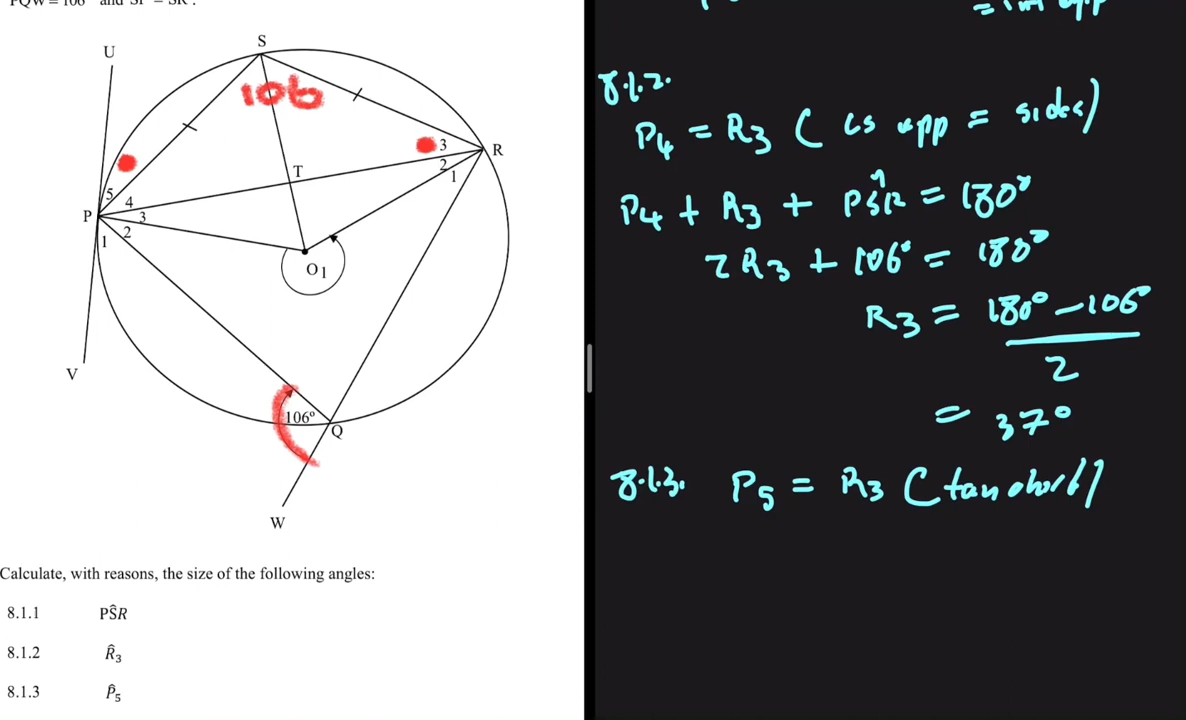 PQW = 106° and SP = SR .
U
S
106
3
R
2
1
T
5
4
P
3
2
1
O1
V
106°
Q
W
Calculate, with reasons, the size of the following angles:
8.1.1 PŜR
8.1.2 R̂3
8.1.3 P̂5
8.1.2.
P4 = R3 ( ∠s opp = sides)
P4 + R3 + PŜR = 180°
2R3 + 106° = 180°
R3 = 180° - 106°
2
= 37°
8.1.3. P5 = R3 (tan chord)